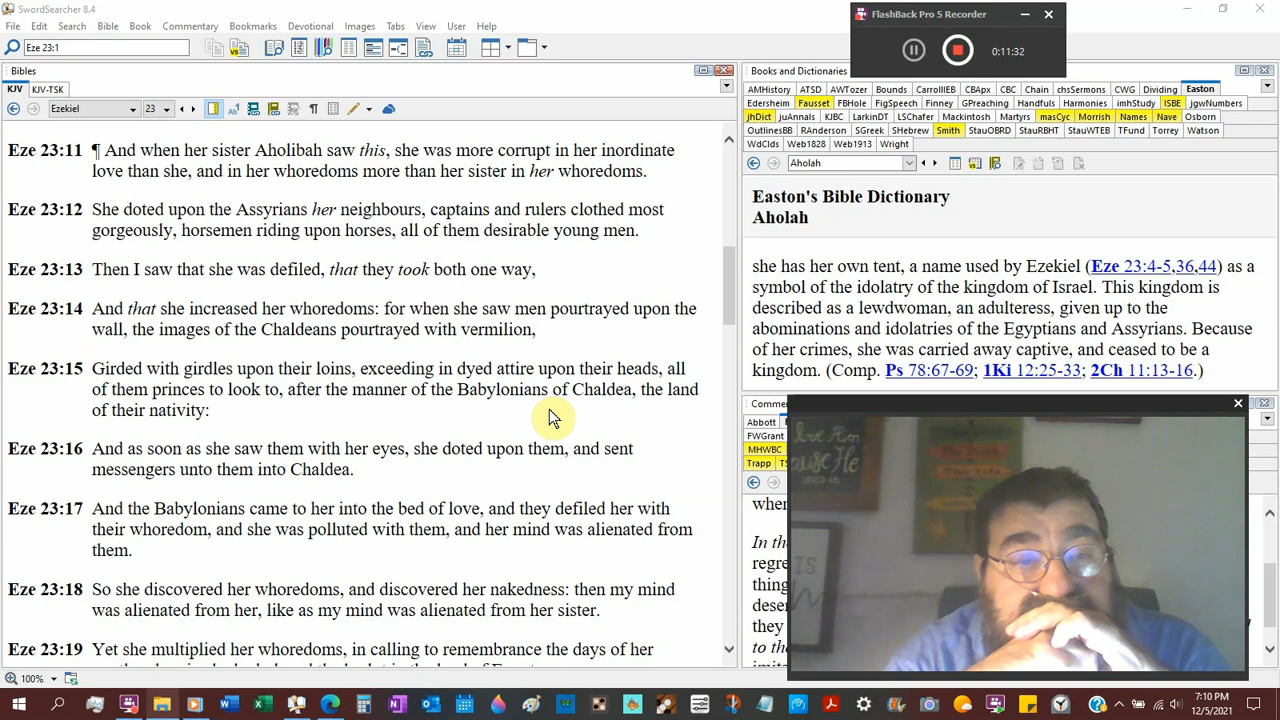 SwordSearcher 8.4
File Edit Search Bible Book Commentary Bookmarks Devotional Images Tabs View User Help
Eze 23:1
Bibles
KJV KJV-TSK
Ezekiel 23
Eze 23:11 ¶ And when her sister Aholibah saw this, she was more corrupt in her inordinate
love than she, and in her whoredoms more than her sister in her whoredoms.
Eze 23:12 She doted upon the Assyrians her neighbours, captains and rulers clothed most
gorgeously, horsemen riding upon horses, all of them desirable young men.
Eze 23:13 Then I saw that she was defiled, that they took both one way,
Eze 23:14 And that she increased her whoredoms: for when she saw men pourtrayed upon the
wall, the images of the Chaldeans pourtrayed with vermilion,
Eze 23:15 Girded with girdles upon their loins, exceeding in dyed attire upon their heads, all
of them princes to look to, after the manner of the Babylonians of Chaldea, the land
of their nativity:
Eze 23:16 And as soon as she saw them with her eyes, she doted upon them, and sent
messengers unto them into Chaldea.
Eze 23:17 And the Babylonians came to her into the bed of love, and they defiled her with
their whoredom, and she was polluted with them, and her mind was alienated from
them.
Eze 23:18 So she discovered her whoredoms, and discovered her nakedness: then my mind
was alienated from her, like as my mind was alienated from her sister.
Eze 23:19 Yet she multiplied her whoredoms, in calling to remembrance the days of her
100%
FlashBack Pro 5 Recorder
0:11:32
Books and Dictionaries
AMHistory ATSD AWTozer Bounds CarrollEB CBApx Chain chsSermons CBC CWG Dividing Easton
Edersheim Fausset FBHole FigSpeech Finney GPreaching Handfuls Harmonies imhStudy ISBE jgwNumbers
jhDict juAnnals KJBC LarkinDT LSChafer Mackintosh Martyrs masCyc Morrish Names Nave Osborn
OutlinesBB RAnderson SGreek SHebrew Smith StauOBRD StauRBHT StauWTEB TFund Torrey Watson
WdClds Web1828 Web1913 Wright
Aholah
Easton's Bible Dictionary
Aholah
she has her own tent, a name used by Ezekiel (Eze 23:4-5,36,44) as a
symbol of the idolatry of the kingdom of Israel. This kingdom is
described as a lewdwoman, an adulteress, given up to the
abominations and idolatries of the Egyptians and Assyrians. Because
of her crimes, she was carried away captive, and ceased to be a
kingdom. (Comp. Ps 78:67-69; 1Ki 12:25-33; 2Ch 11:13-16.)
Abbott
FWGrant
MHWBC
Trapp
when
In tha
regre
thing
deser
they
to the
imita
7:10 PM
12/5/2021